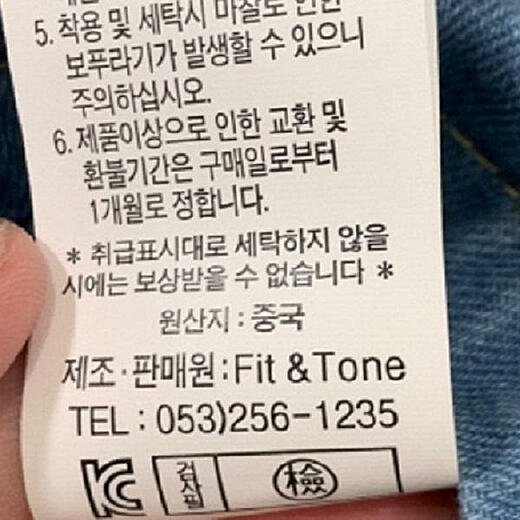 5. 착용 및 세탁시 마찰로 인한
보푸라기가 발생할 수 있으니
주의하십시오.
6. 제품이상으로 인한 교환 및
환불기간은 구매일로부터
1개월로 정합니다.
* 취급표시대로 세탁하지 않을
시에는 보상받을 수 없습니다 *
원산지 : 중국
제조·판매원 : Fit & Tone
TEL : 053)256-1235
KC 검사필 檢